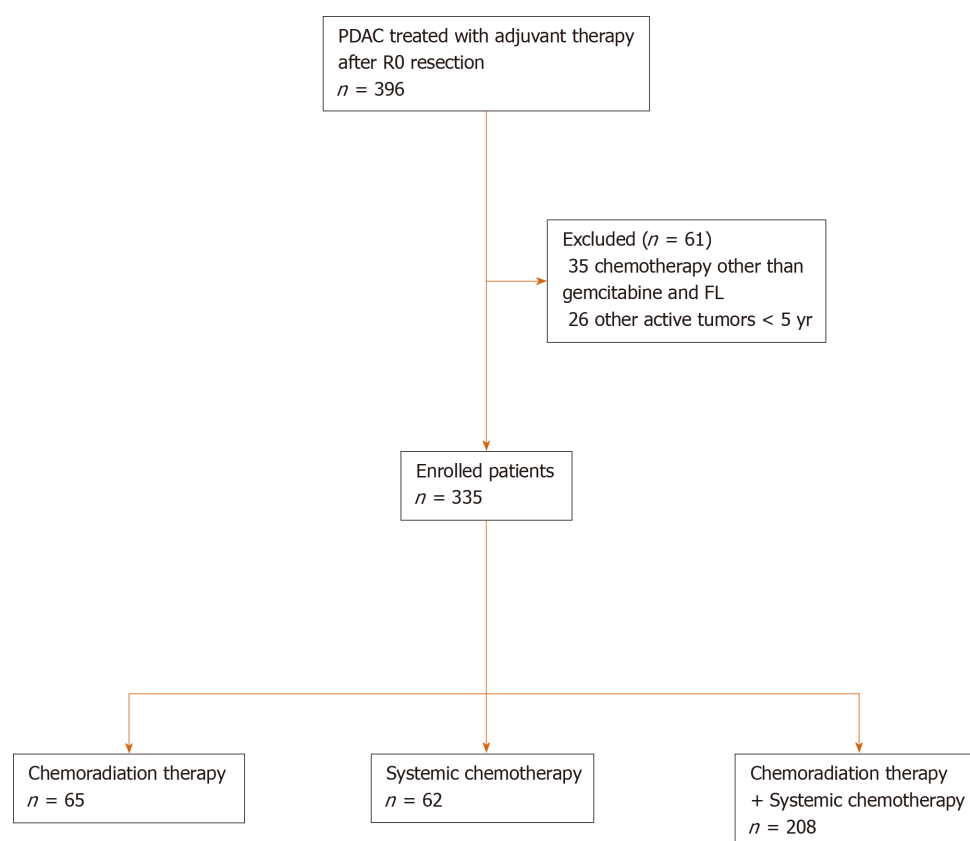 PDAC treated with adjuvant therapy
after R0 resection
n = 396
Excluded (n = 61)
35 chemotherapy other than
gemcitabine and FL
26 other active tumors < 5 yr
Enrolled patients
n = 335
Chemoradiation therapy
n = 65
Systemic chemotherapy
n = 62
Chemoradiation therapy
+ Systemic chemotherapy
n = 208